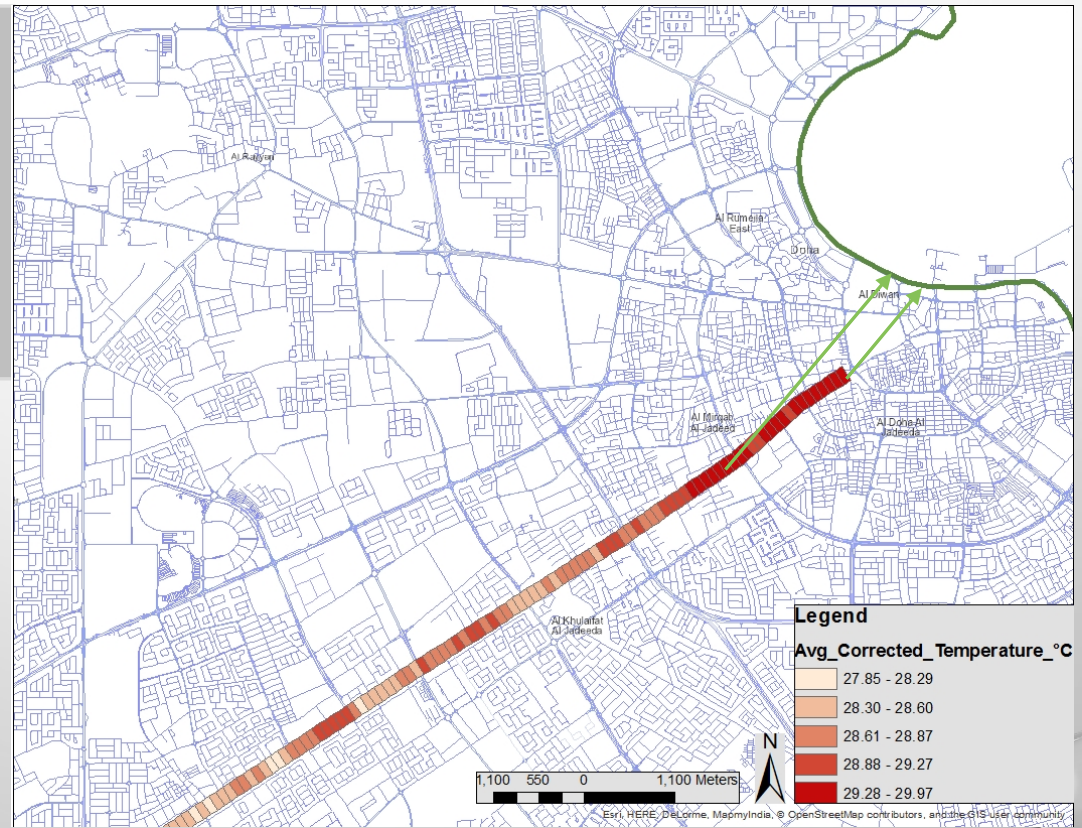 Al Rayyan
Al Rumeila
East
Doha
Al Diwan
Al Mirqab
Al Jadeed
Al Doha Al
Jadeeda
Al Khulaifat
Al Jadeeda
Legend
Avg_Corrected_Temperature_°C
27.85 - 28.29
28.30 - 28.60
28.61 - 28.87
28.88 - 29.27
29.28 - 29.97
N
1,100 550 0 1,100 Meters
Esri, HERE, DeLorme, MapmyIndia, © OpenStreetMap contributors, and the GIS user community